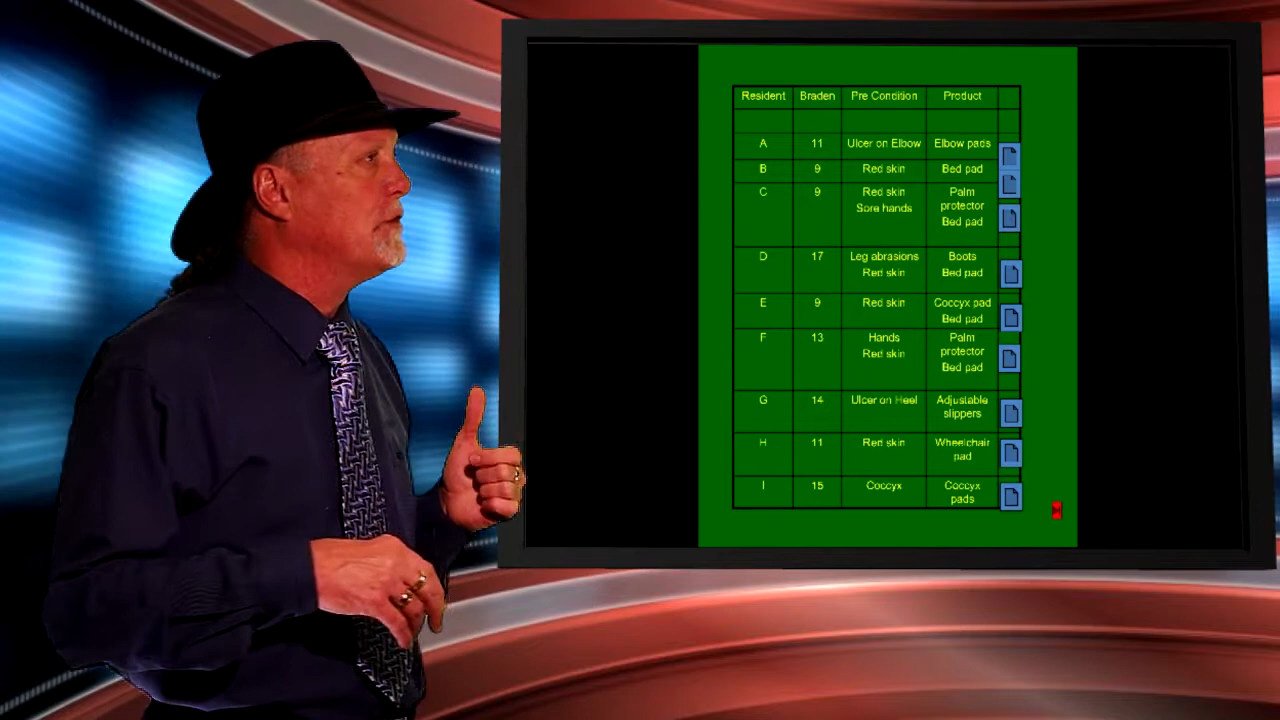 Resident Braden Pre Condition Product
A 11 Ulcer on Elbow Elbow pads
B 9 Red skin Bed pad
C 9 Red skin Palm
Sore hands protector
Bed pad
D 17 Leg abrasions Boots
Red skin Bed pad
E 9 Red skin Coccyx pad
Bed pad
F 13 Hands Palm
Red skin protector
Bed pad
G 14 Ulcer on Heel Adjustable
slippers
H 11 Red skin Wheelchair
pad
I 15 Coccyx Coccyx
pads